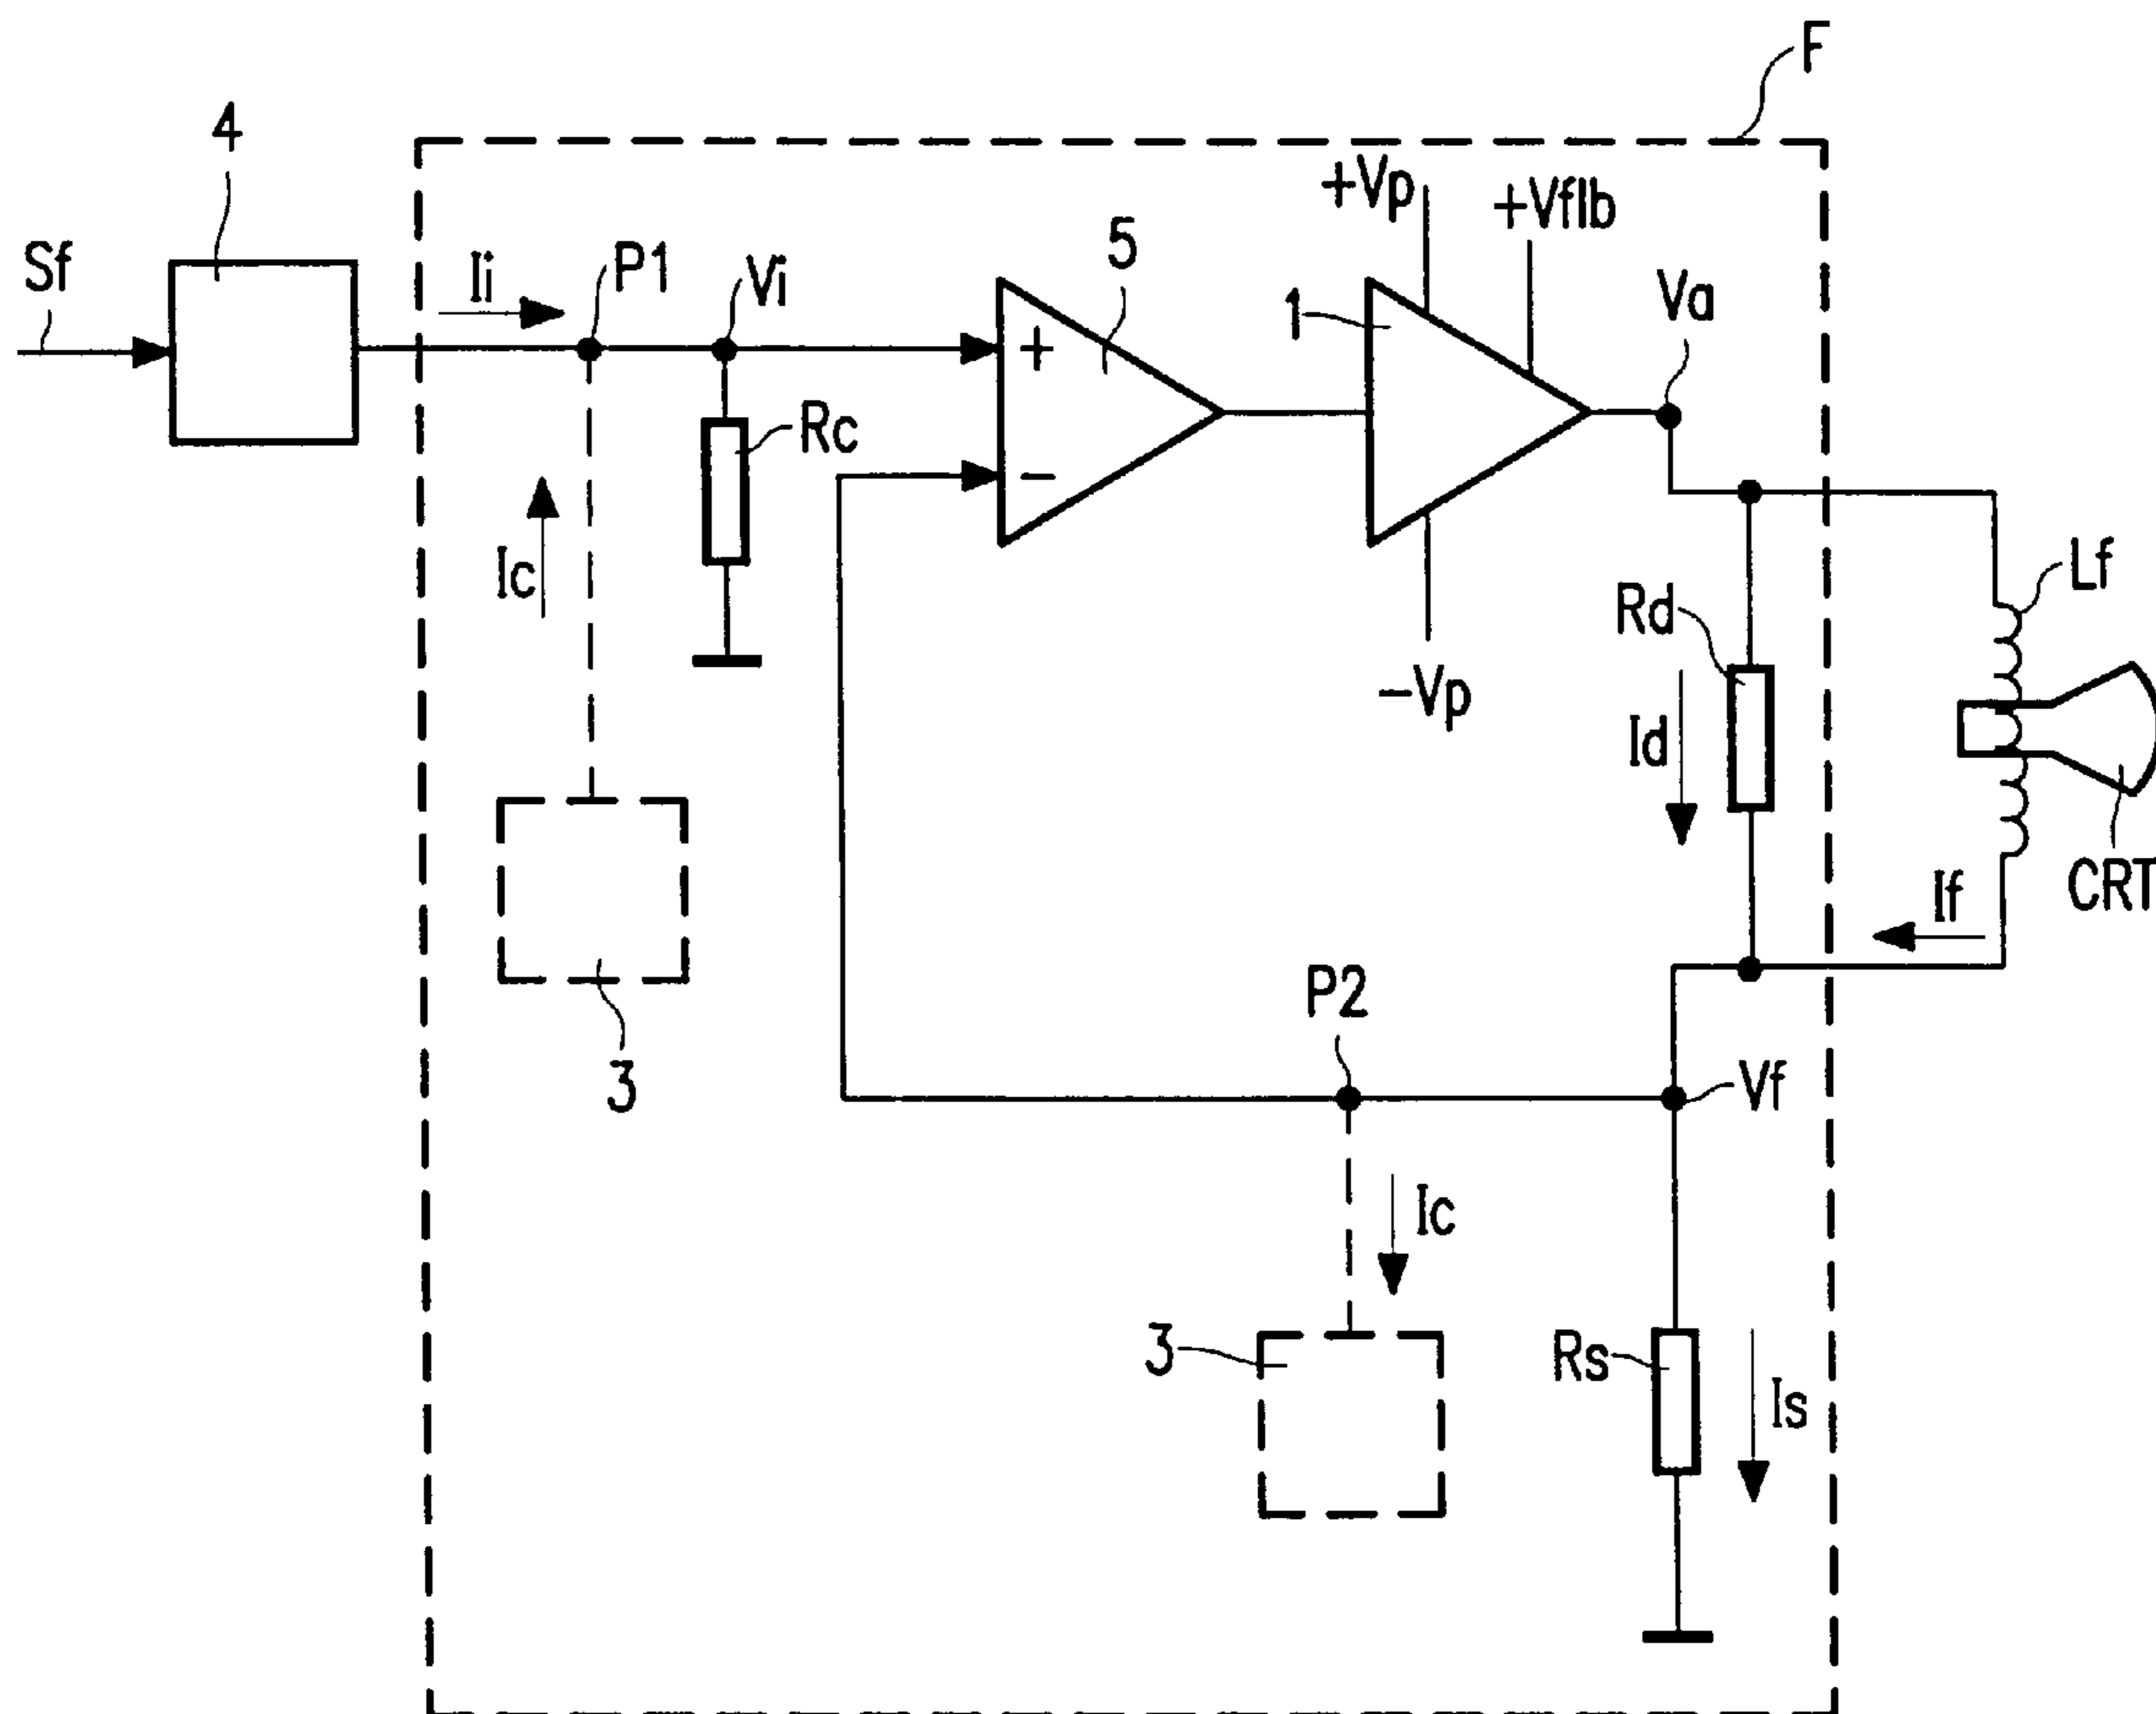 F
4
+Vp
+Vflb
Sf
Ii
P1
Vi
5
1
Va
+
Rc
−
Ic
Lf
Rd
−Vp
Id
CRT
If
P2
3
Vf
Ic
3
Rs
Is